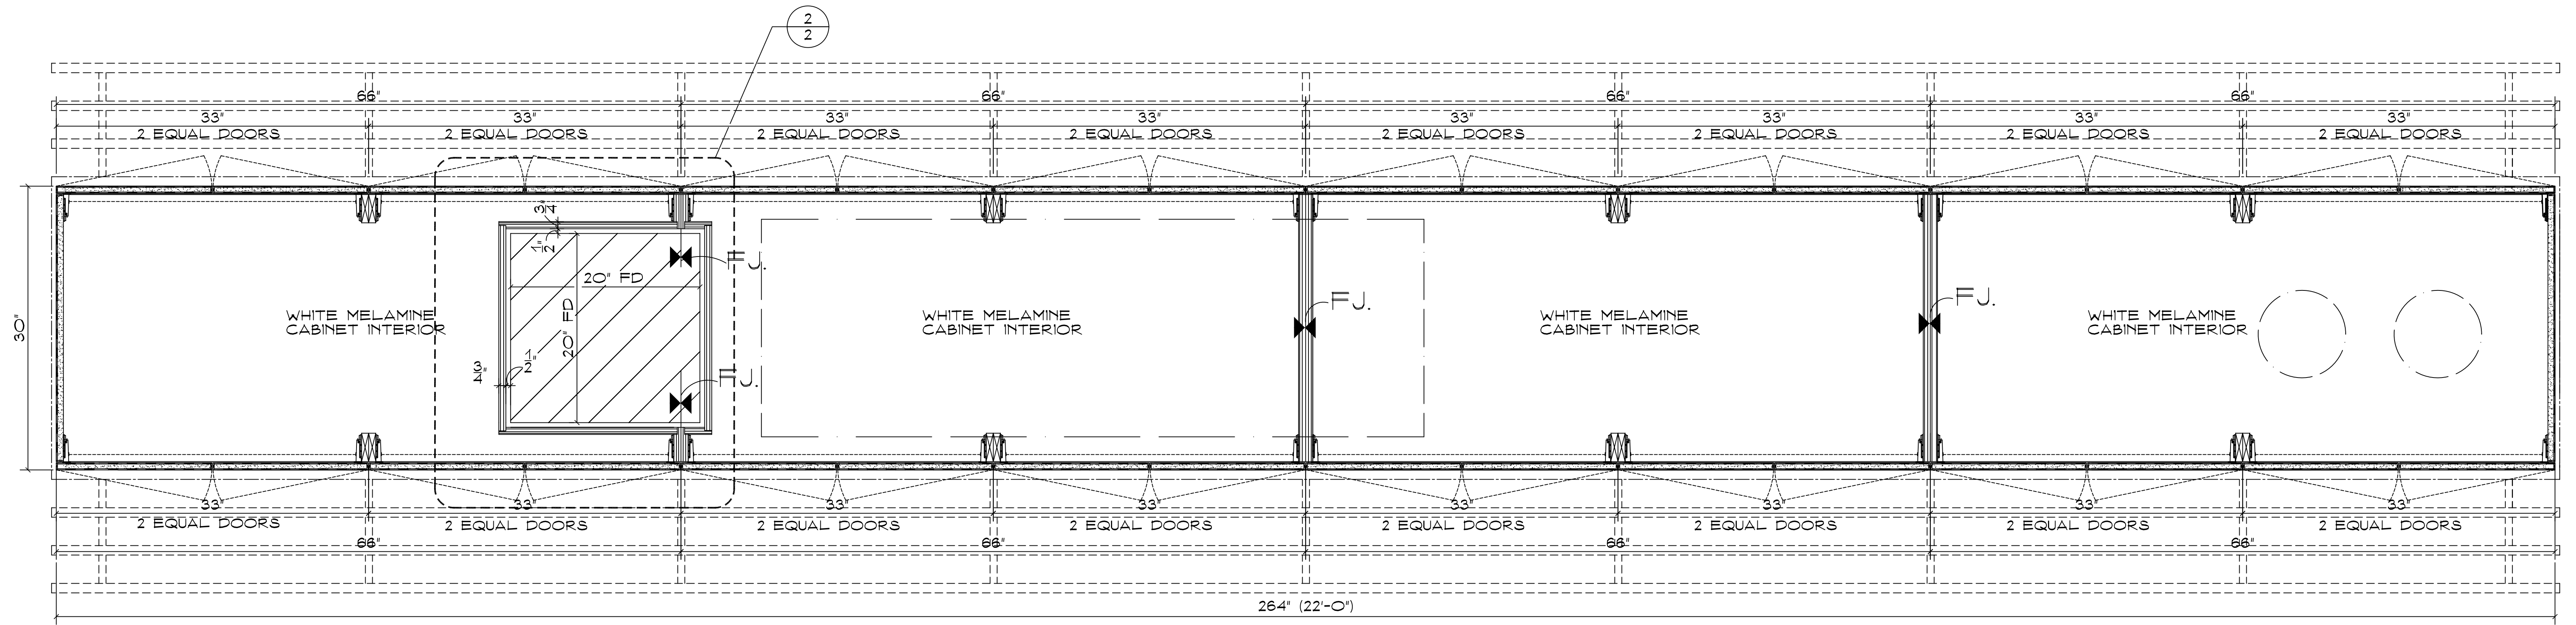 2
2
66" 66" 66" 66"
33" 33" 33" 33" 33" 33" 33" 33"
2 EQUAL DOORS 2 EQUAL DOORS 2 EQUAL DOORS 2 EQUAL DOORS 2 EQUAL DOORS 2 EQUAL DOORS 2 EQUAL DOORS 2 EQUAL DOORS
3/4"
1/2"
F.J.
20" FD
20" FD
30"
WHITE MELAMINE
CABINET INTERIOR
WHITE MELAMINE
CABINET INTERIOR
F.J.
WHITE MELAMINE
CABINET INTERIOR
F.J.
WHITE MELAMINE
CABINET INTERIOR
3/4"
1/2"
F.J.
33" 33" 33" 33" 33" 33" 33" 33"
2 EQUAL DOORS 2 EQUAL DOORS 2 EQUAL DOORS 2 EQUAL DOORS 2 EQUAL DOORS 2 EQUAL DOORS 2 EQUAL DOORS 2 EQUAL DOORS
66" 66" 66" 66"
264" (22'-0")